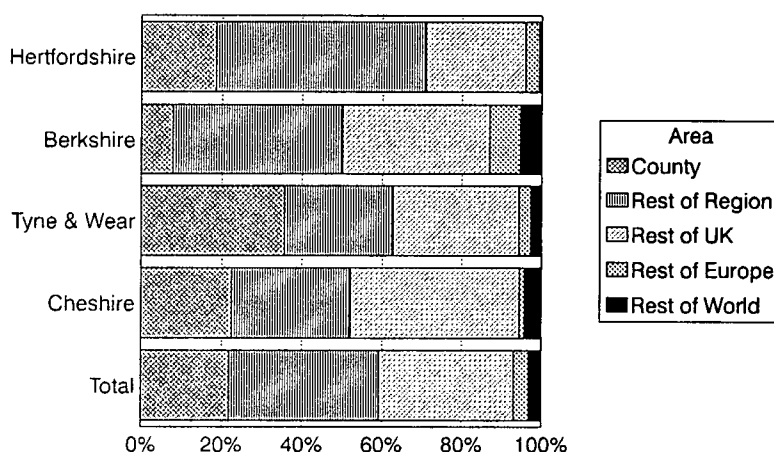 Hertfordshire
Berkshire
Tyne & Wear
Cheshire
Total
0% 20% 40% 60% 80% 100%
Area
County
Rest of Region
Rest of UK
Rest of Europe
Rest of World